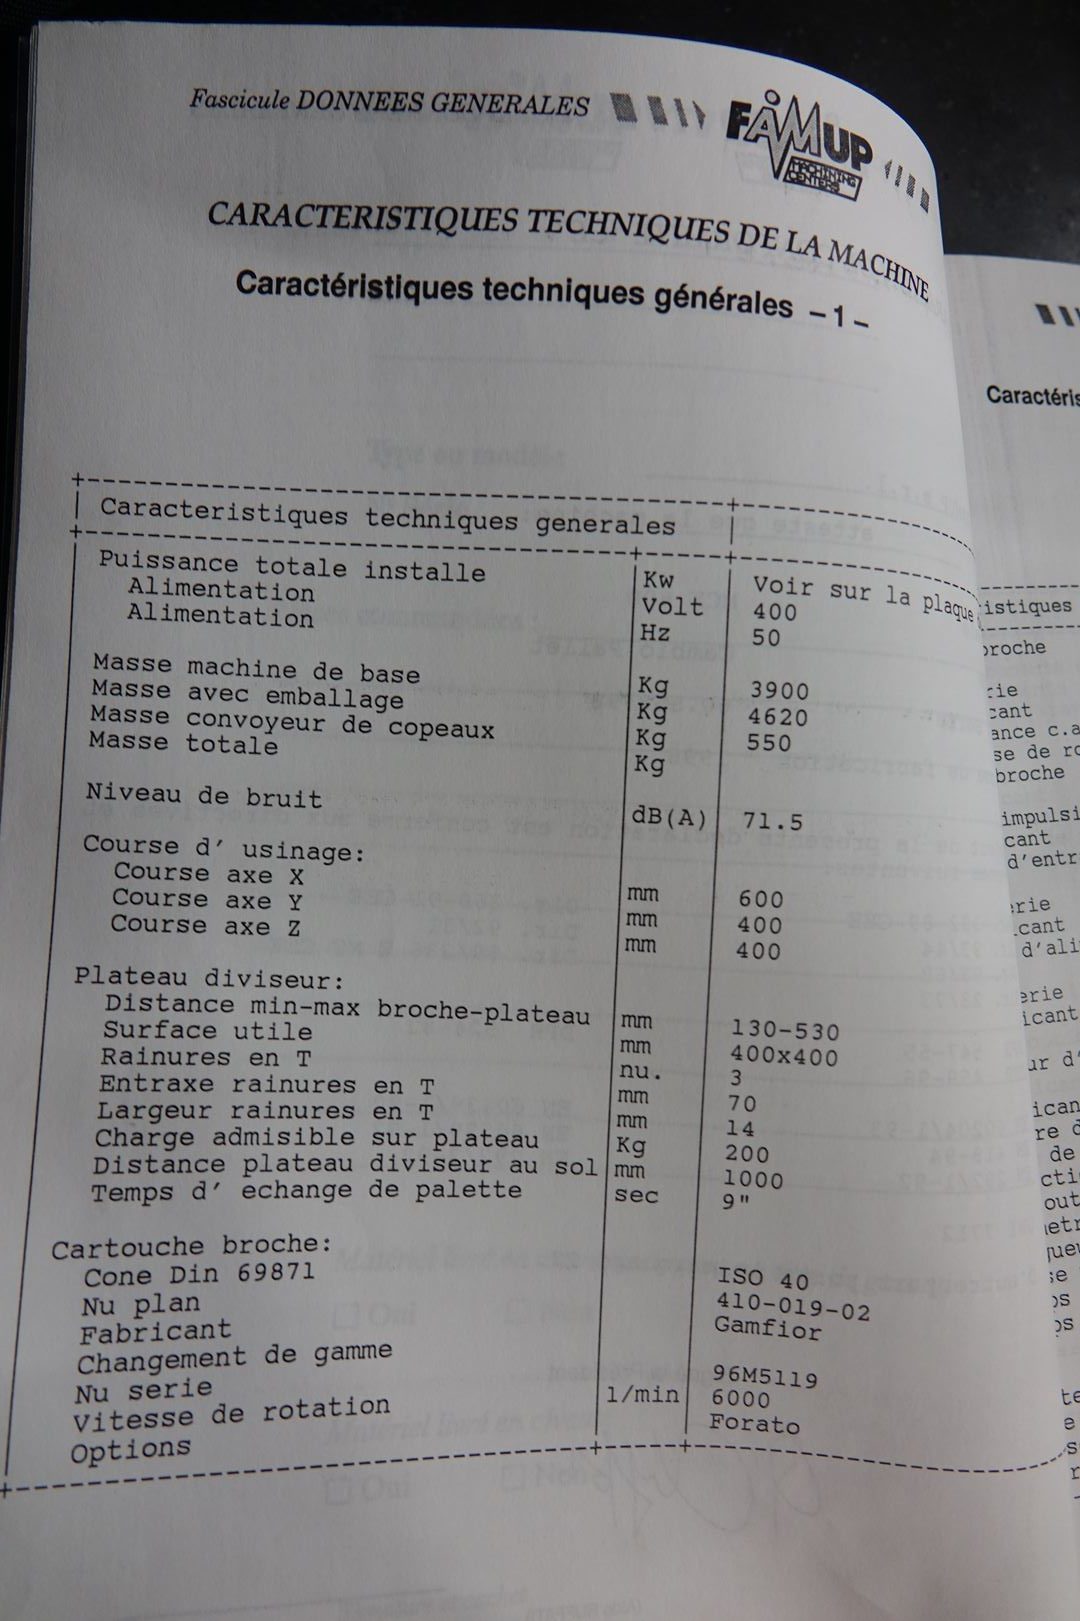 Fascicule DONNEES GENERALES
FAMUP
MACHINING
CENTERS
CARACTERISTIQUES TECHNIQUES DE LA MACHINE
Caractéristiques techniques générales -1-
Caracteristiques techniques generales
Puissance totale installe Kw Voir sur la plaque
Alimentation Volt 400
Alimentation Hz 50
Masse machine de base Kg 3900
Masse avec emballage Kg 4620
Masse convoyeur de copeaux Kg 550
Masse totale Kg
Niveau de bruit dB(A) 71.5
Course d' usinage:
Course axe X mm 600
Course axe Y mm 400
Course axe Z mm 400
Plateau diviseur:
Distance min-max broche-plateau mm 130-530
Surface utile mm 400x400
Rainures en T nu. 3
Entraxe rainures en T mm 70
Largeur rainures en T mm 14
Charge admisible sur plateau Kg 200
Distance plateau diviseur au sol mm 1000
Temps d' echange de palette sec 9"
Cartouche broche:
Cone Din 69871 ISO 40
Nu plan 410-019-02
Fabricant Gamfior
Changement de gamme
Nu serie 96M5119
Vitesse de rotation 1/min 6000
Options Forato
Caractéris
istiques
broche
rie
cant
ance c.a
se de ro
broche
impulsi
cant
d'entr
rie
cant
d'ali
erie
icant
ur d'
ican
re d
de
cti
out